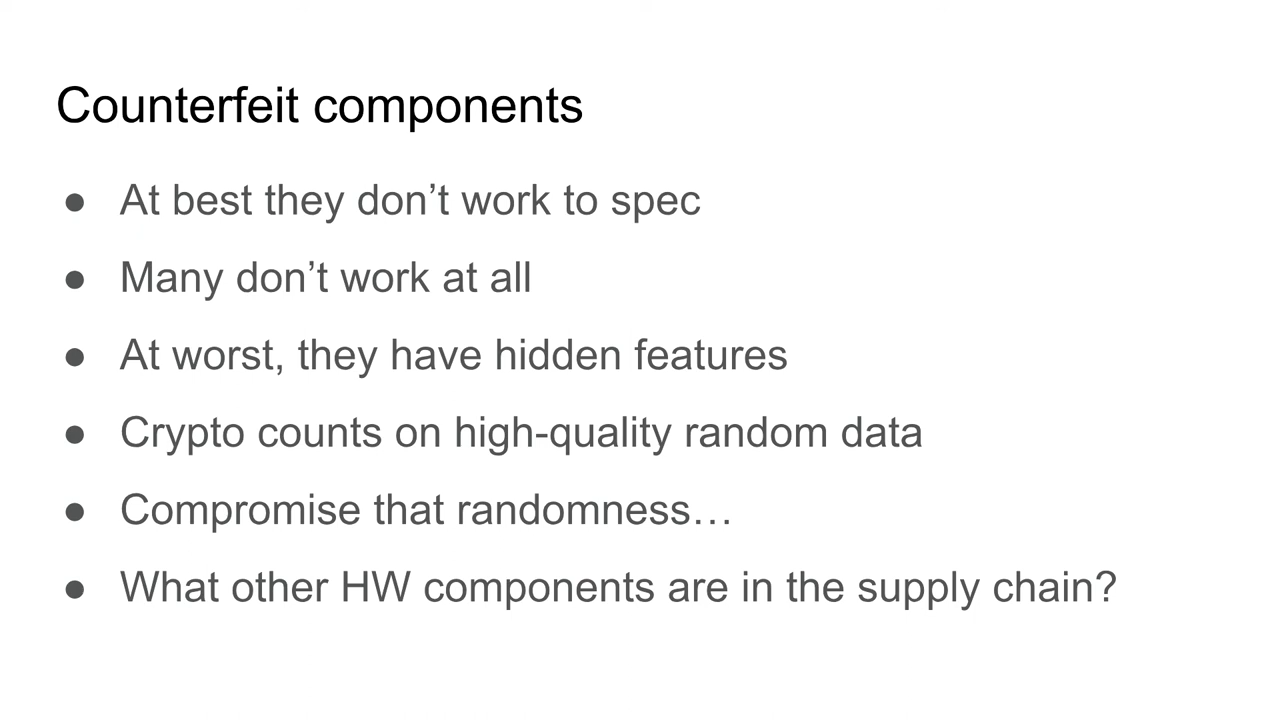 Counterfeit components
● At best they don’t work to spec
● Many don’t work at all
● At worst, they have hidden features
● Crypto counts on high-quality random data
● Compromise that randomness…
● What other HW components are in the supply chain?